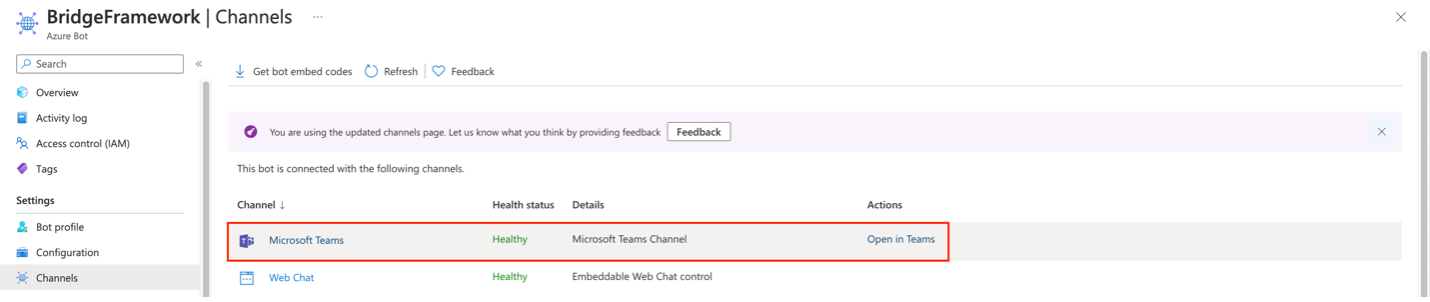 BridgeFramework | Channels ...
Azure Bot
Search
«
Overview
Activity log
Access control (IAM)
Tags
Settings
Bot profile
Configuration
Channels
Get bot embed codes Refresh Feedback
You are using the updated channels page. Let us know what you think by providing feedback Feedback
This bot is connected with the following channels.
Channel ↓ Health status Details Actions
Microsoft Teams Healthy Microsoft Teams Channel Open in Teams
Web Chat Healthy Embeddable Web Chat control